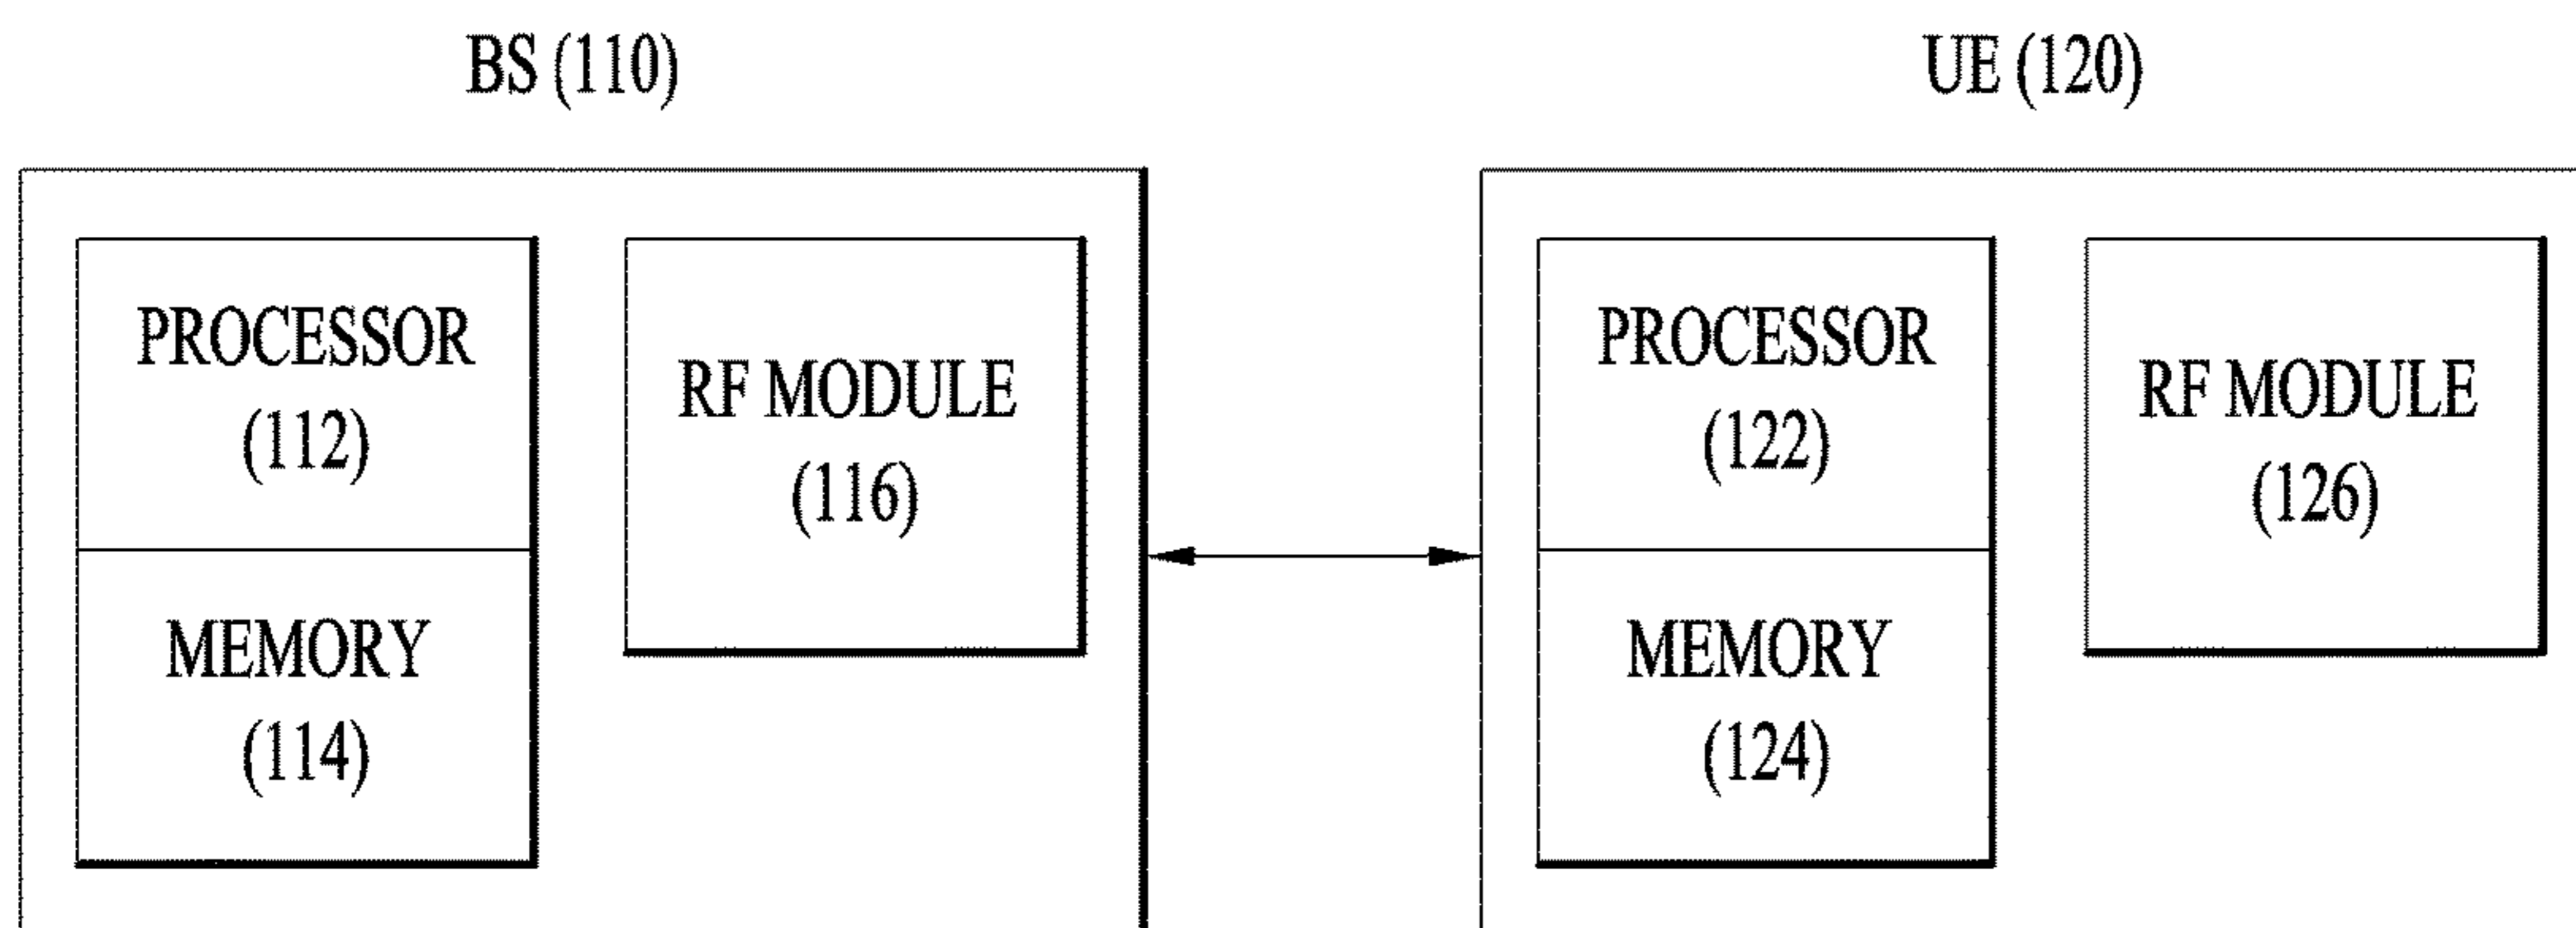 BS (110)
UE (120)
PROCESSOR
(112)
MEMORY
(114)
RF MODULE
(116)
PROCESSOR
(122)
MEMORY
(124)
RF MODULE
(126)